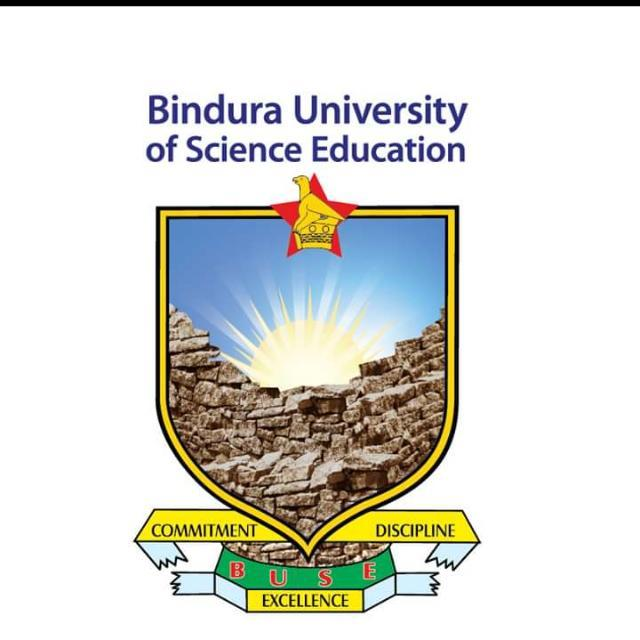 Bindura University
of Science Education
COMMITMENT DISCIPLINE
B U S E
EXCELLENCE